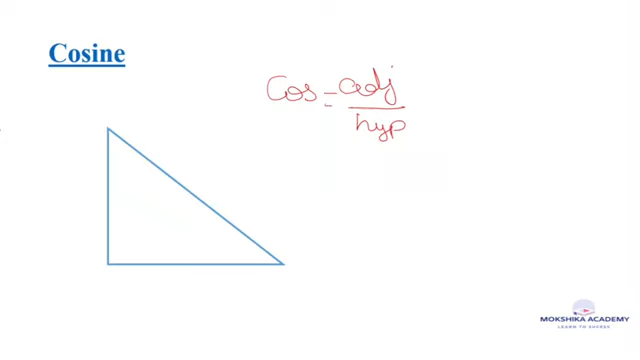 Cosine
Cos = adj
hyp
MOKSHIKA ACADEMY
LEARN TO SUCCESS